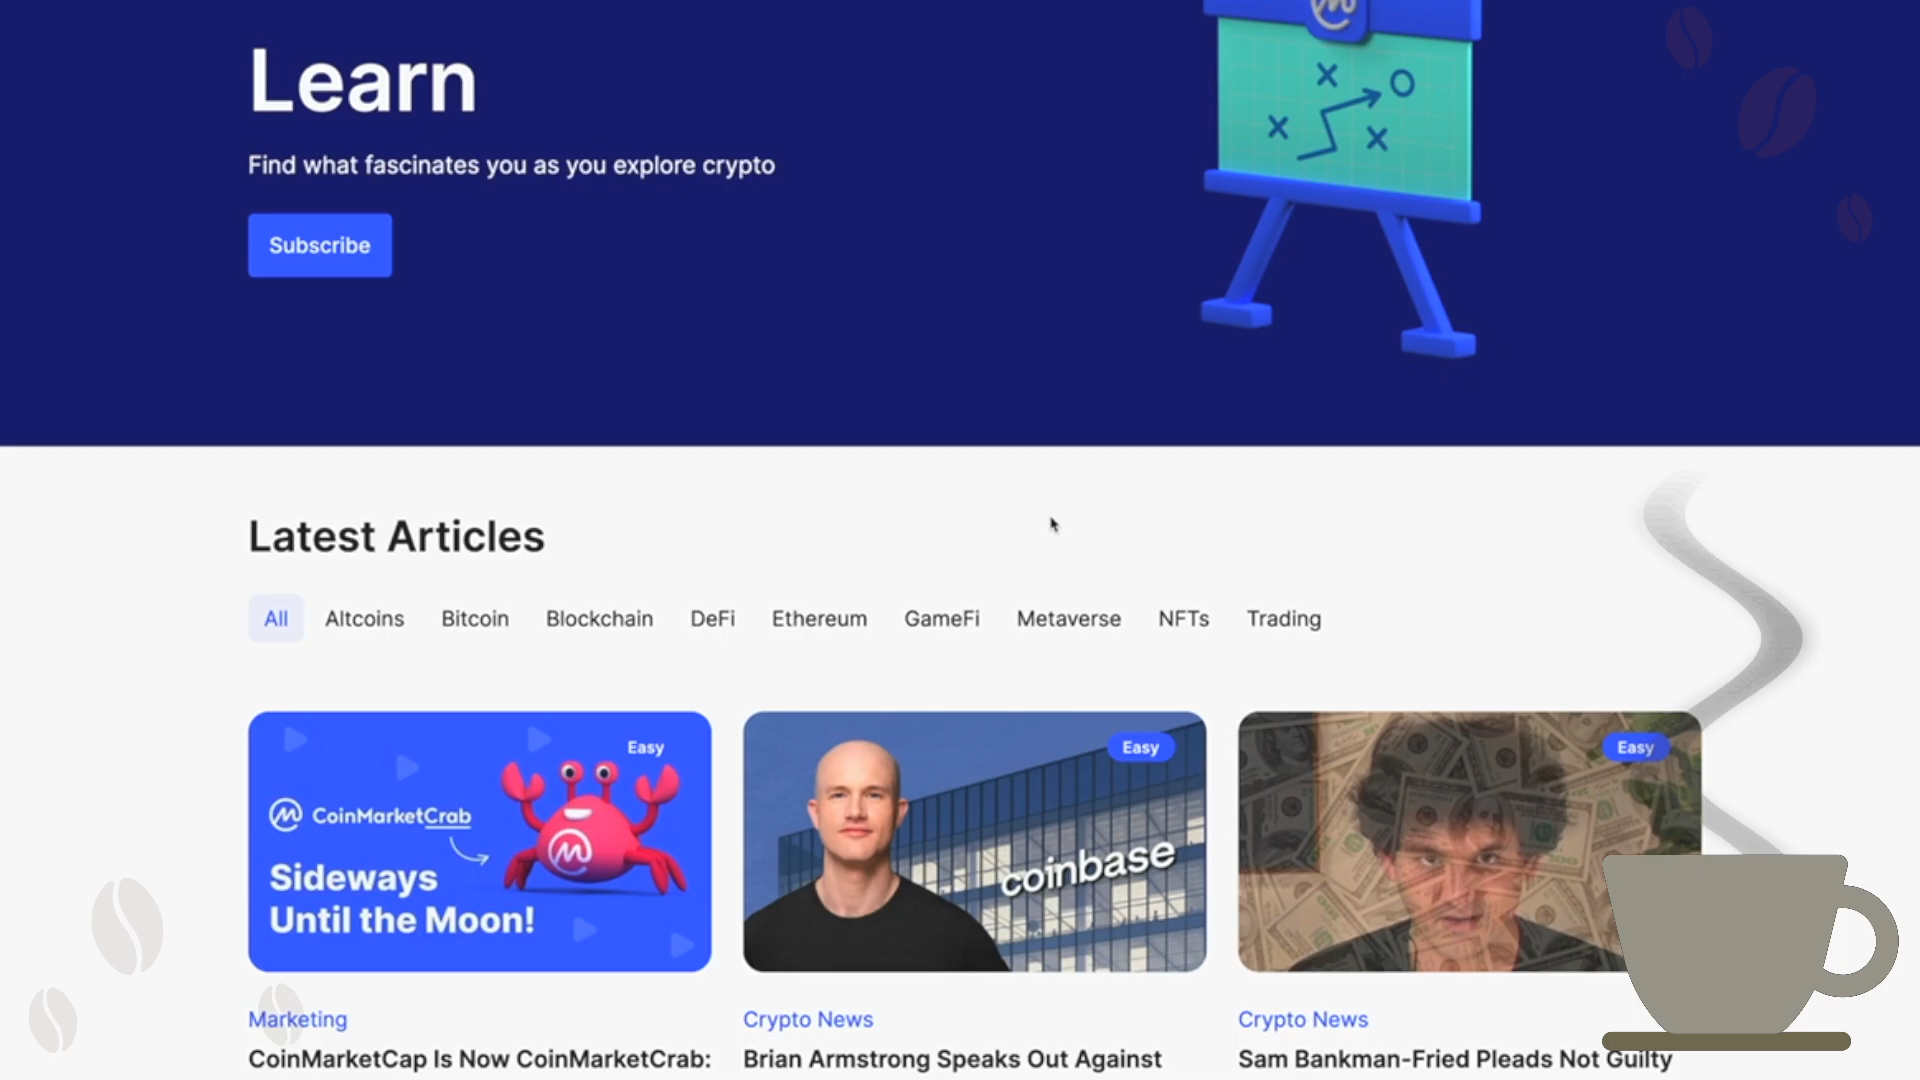 Learn
Find what fascinates you as you explore crypto
Subscribe
Latest Articles
All Altcoins Bitcoin Blockchain DeFi Ethereum GameFi Metaverse NFTs Trading
Easy
CoinMarketCrab
Sideways
Until the Moon!
Easy
coinbase
Easy
Marketing
CoinMarketCap Is Now CoinMarketCrab:
Crypto News
Brian Armstrong Speaks Out Against
Crypto News
Sam Bankman-Fried Pleads Not Guilty